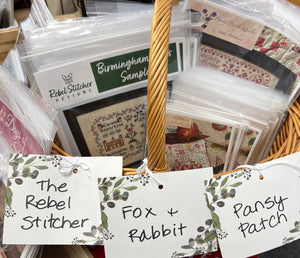 Rebel Stitcher
DESIGNS
Birmingham
Sampler
The
Rebel
Stitcher
Fox +
Rabbit
Pansy
Patch